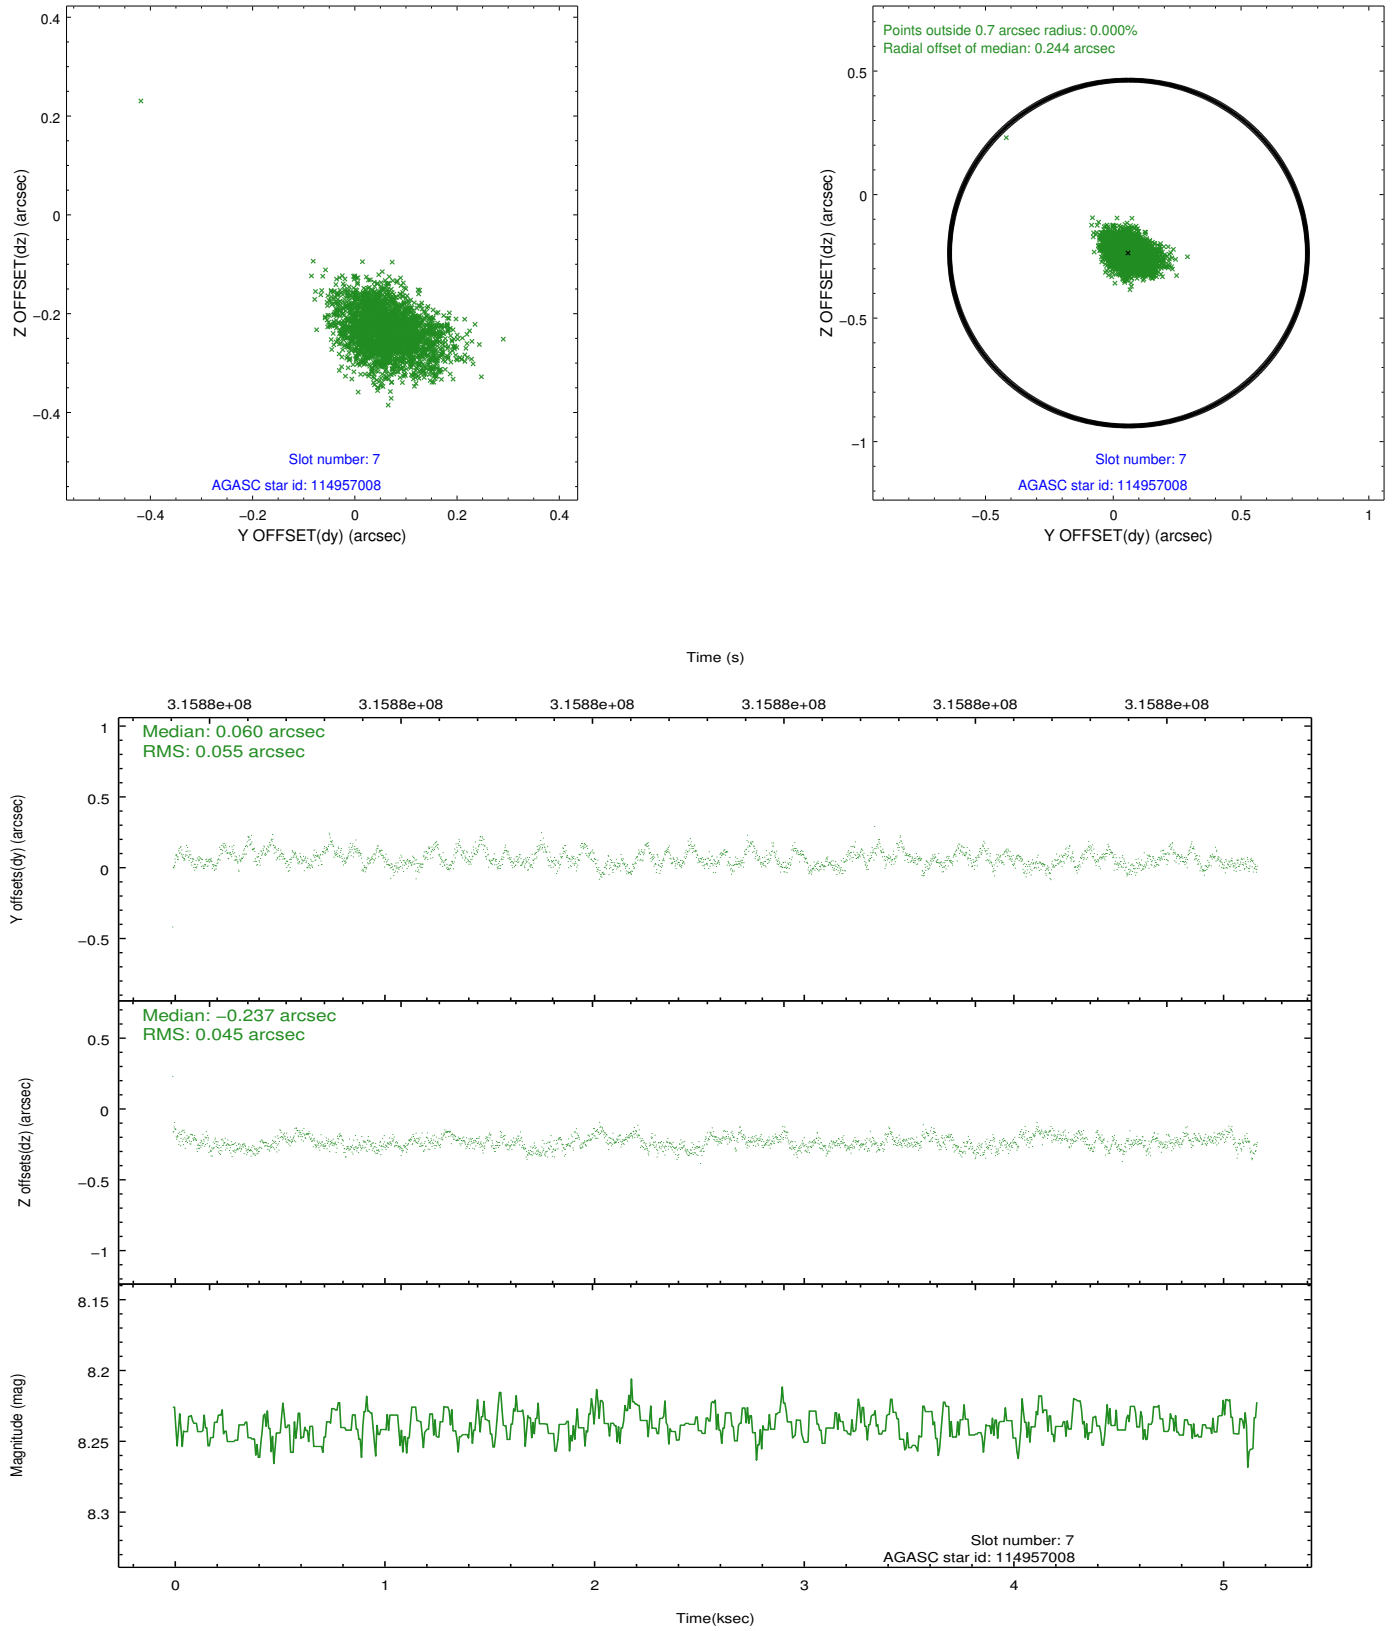 0.4
0.2
0
−0.2
−0.4
Z OFFSET(dz) (arcsec)
Slot number: 7
AGASC star id: 114957008
−0.4 −0.2 0 0.2 0.4
Y OFFSET(dy) (arcsec)
Points outside 0.7 arcsec radius: 0.000%
Radial offset of median: 0.244 arcsec
0.5
0
−0.5
−1
Z OFFSET(dz) (arcsec)
Slot number: 7
AGASC star id: 114957008
−0.5 0 0.5 1
Y OFFSET(dy) (arcsec)
Time (s)
3.1588e+08 3.1588e+08 3.1588e+08 3.1588e+08 3.1588e+08 3.1588e+08
Median: 0.060 arcsec
RMS: 0.055 arcsec
1
0.5
0
−0.5
Y offsets(dy) (arcsec)
Median: −0.237 arcsec
RMS: 0.045 arcsec
0.5
0
−0.5
−1
Z offsets(dz) (arcsec)
8.15
8.2
8.25
8.3
Magnitude (mag)
Slot number: 7
AGASC star id: 114957008
0 1 2 3 4 5
Time(ksec)